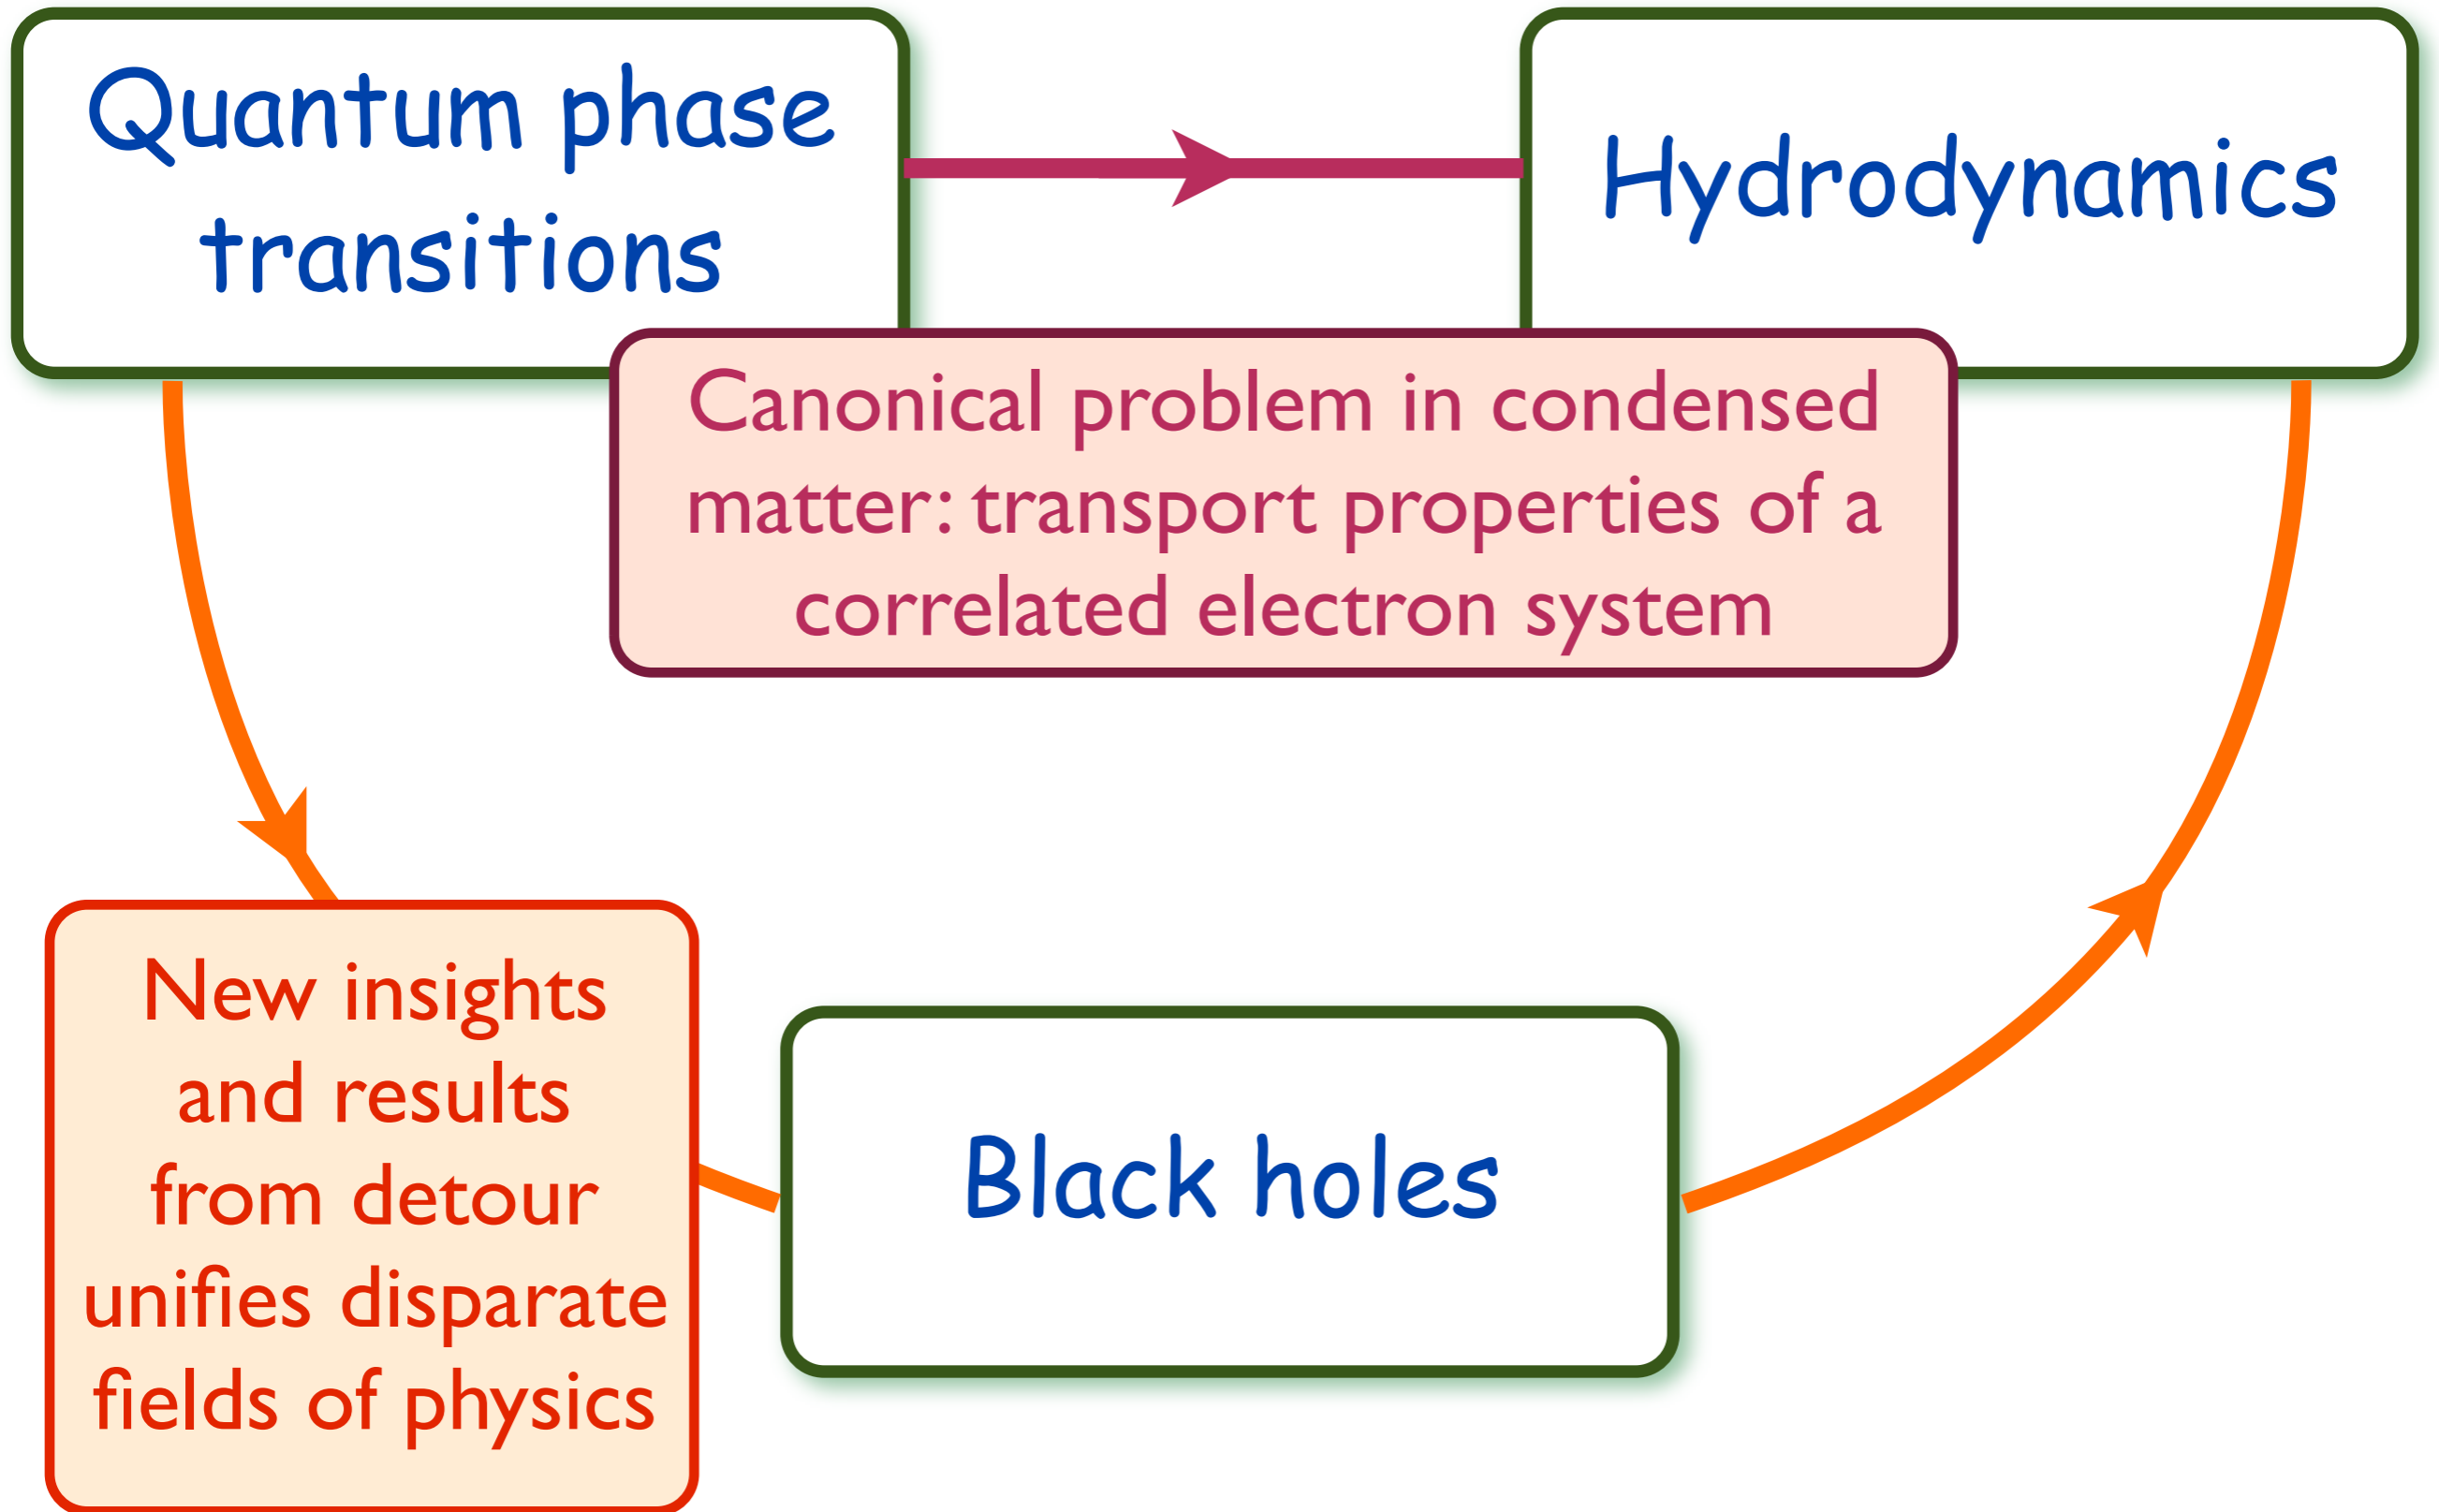 Quantum phase
transitions
Hydrodynamics
Canonical problem in condensed
matter: transport properties of a
correlated electron system
New insights
and results
from detour
unifies disparate
fields of physics
Black holes